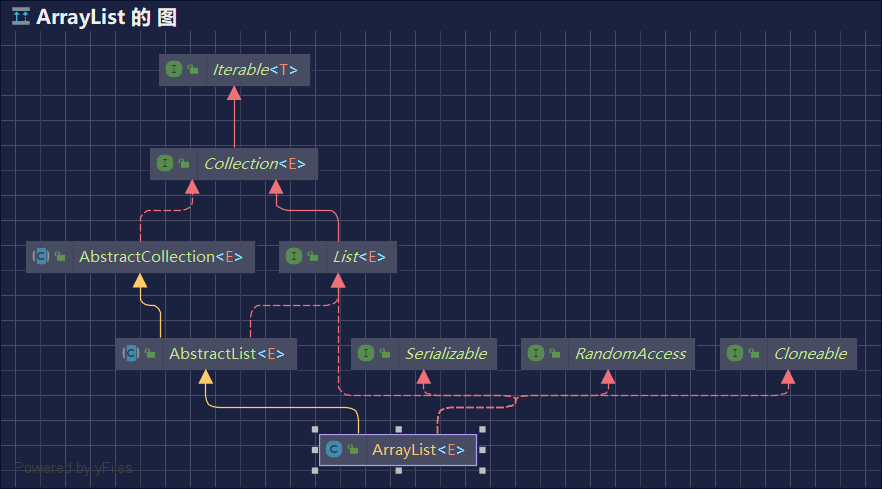 ArrayList 的 图
I Iterable<T>
I Collection<E>
C AbstractCollection<E>
I List<E>
C AbstractList<E>
I Serializable
I RandomAccess
I Cloneable
C ArrayList<E>
Powered by yFiles